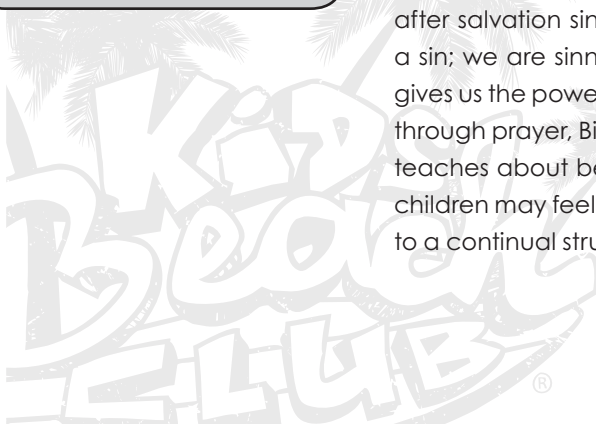 after salvation sin
a sin; we are sinn
gives us the powe
through prayer, Bi
teaches about be
children may feel
to a continual stru
KiDS
Beach
CLUB
®